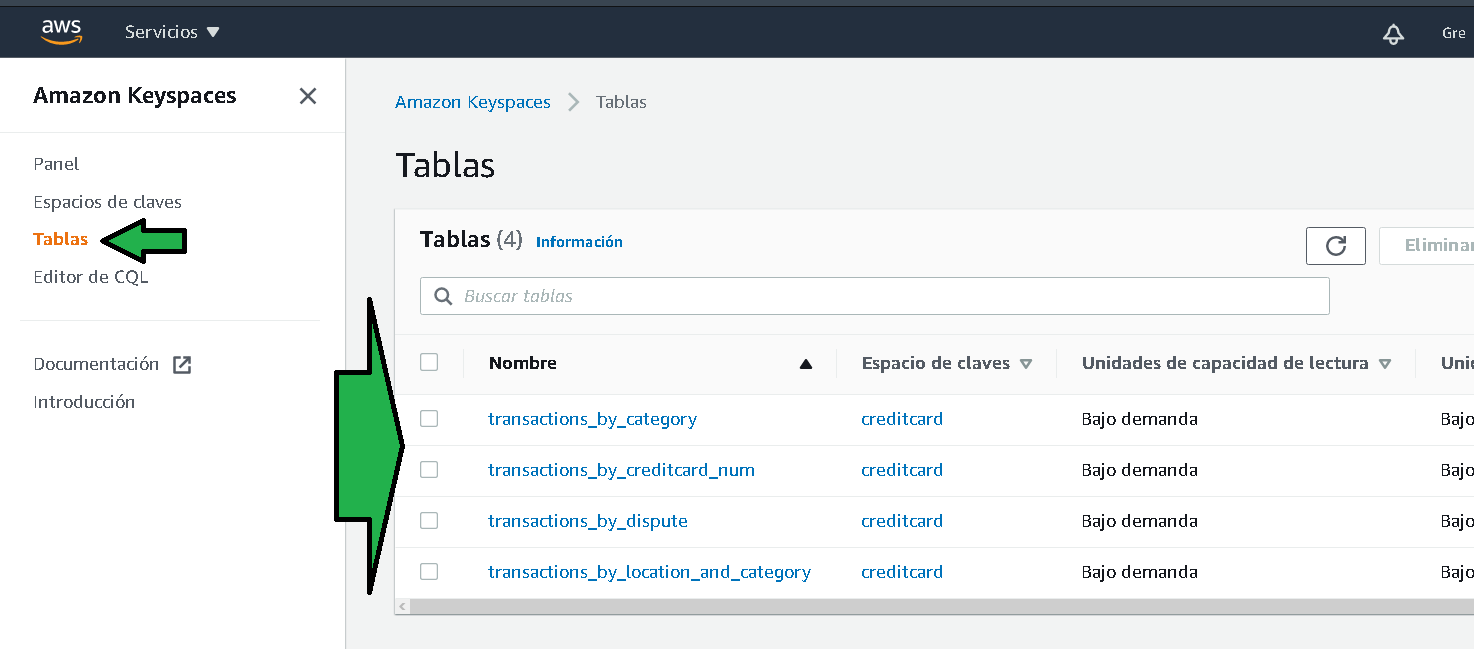 aws Servicios Gre
Amazon Keyspaces
Panel
Espacios de claves
Tablas
Editor de CQL
Documentación
Introducción
Amazon Keyspaces Tablas
Tablas
Tablas (4) Información
Eliminar
Buscar tablas
Nombre Espacio de claves Unidades de capacidad de lectura Unid
transactions_by_category creditcard Bajo demanda Bajo
transactions_by_creditcard_num creditcard Bajo demanda Bajo
transactions_by_dispute creditcard Bajo demanda Bajo
transactions_by_location_and_category creditcard Bajo demanda Bajo